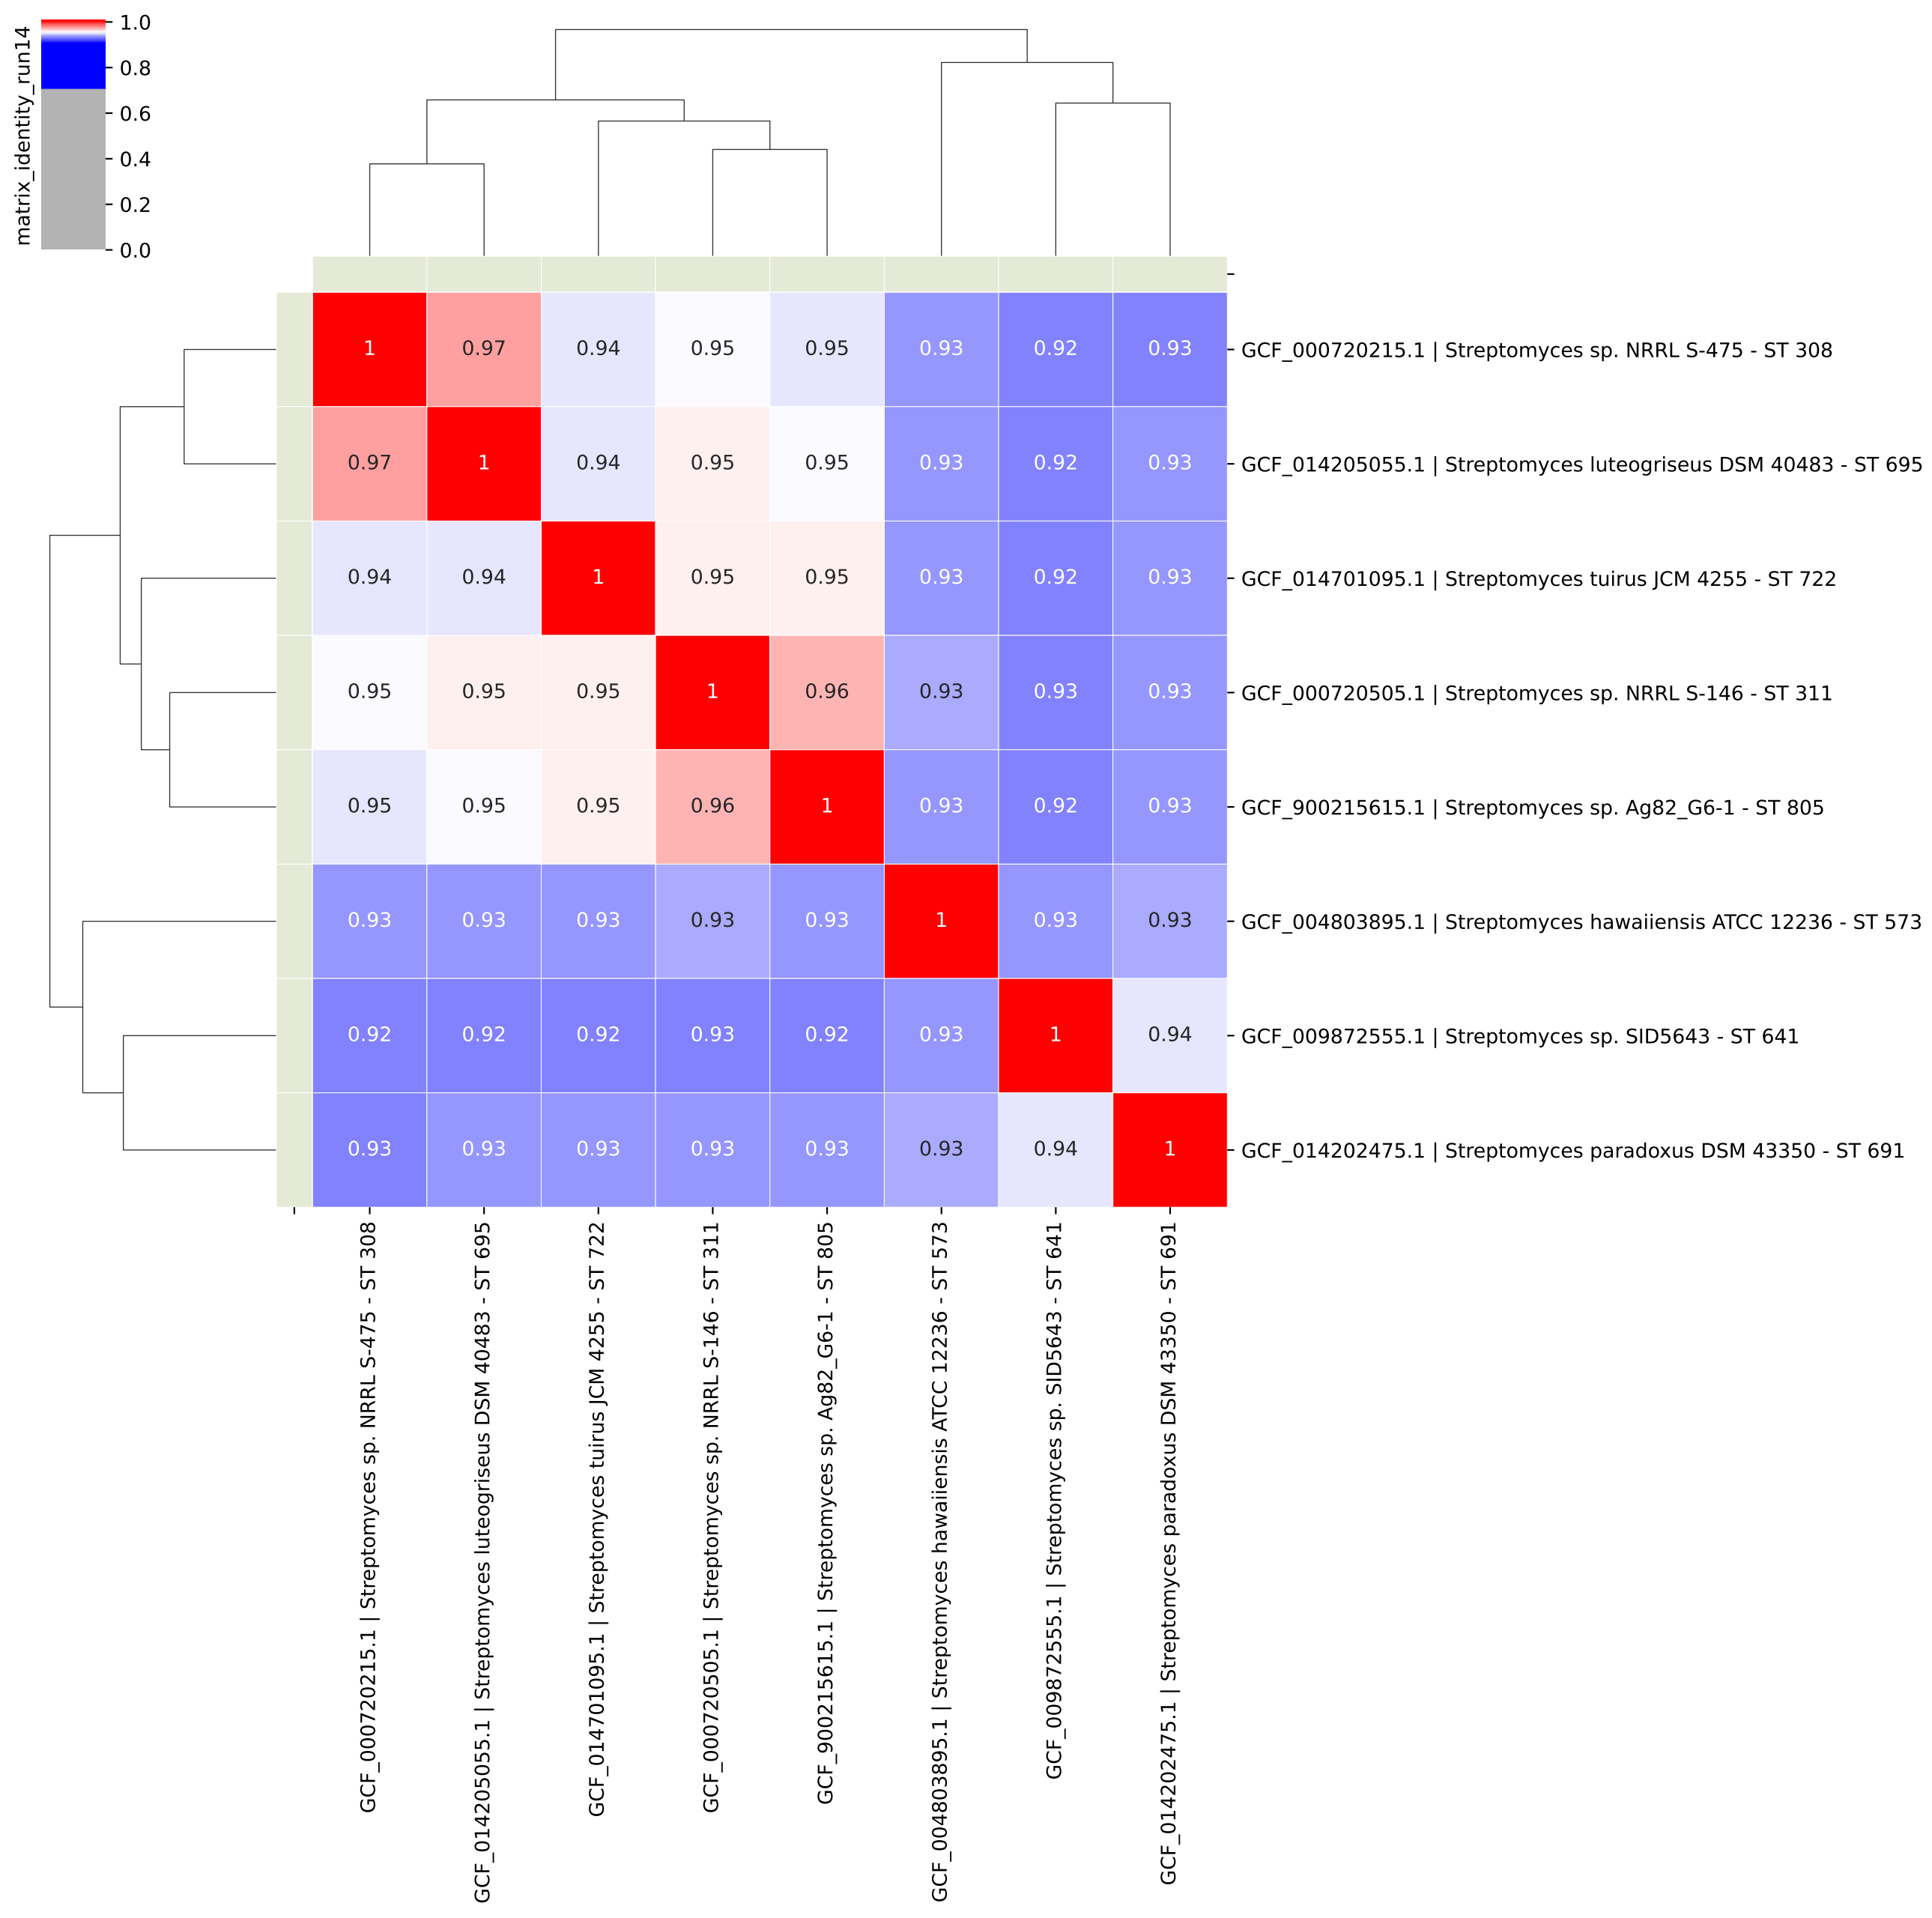 matrix_identity_run14
1.0
0.8
0.6
0.4
0.2
0.0
1 0.97 0.94 0.95 0.95 0.93 0.92 0.93 GCF_000720215.1 | Streptomyces sp. NRRL S-475 - ST 308
0.97 1 0.94 0.95 0.95 0.93 0.92 0.93 GCF_014205055.1 | Streptomyces luteogriseus DSM 40483 - ST 695
0.94 0.94 1 0.95 0.95 0.93 0.92 0.93 GCF_014701095.1 | Streptomyces tuirus JCM 4255 - ST 722
0.95 0.95 0.95 1 0.96 0.93 0.93 0.93 GCF_000720505.1 | Streptomyces sp. NRRL S-146 - ST 311
0.95 0.95 0.95 0.96 1 0.93 0.92 0.93 GCF_900215615.1 | Streptomyces sp. Ag82_G6-1 - ST 805
0.93 0.93 0.93 0.93 0.93 1 0.93 0.93 GCF_004803895.1 | Streptomyces hawaiiensis ATCC 12236 - ST 573
0.92 0.92 0.92 0.93 0.92 0.93 1 0.94 GCF_009872555.1 | Streptomyces sp. SID5643 - ST 641
0.93 0.93 0.93 0.93 0.93 0.93 0.94 1 GCF_014202475.1 | Streptomyces paradoxus DSM 43350 - ST 691
GCF_000720215.1 | Streptomyces sp. NRRL S-475 - ST 308
GCF_014205055.1 | Streptomyces luteogriseus DSM 40483 - ST 695
GCF_014701095.1 | Streptomyces tuirus JCM 4255 - ST 722
GCF_000720505.1 | Streptomyces sp. NRRL S-146 - ST 311
GCF_900215615.1 | Streptomyces sp. Ag82_G6-1 - ST 805
GCF_004803895.1 | Streptomyces hawaiiensis ATCC 12236 - ST 573
GCF_009872555.1 | Streptomyces sp. SID5643 - ST 641
GCF_014202475.1 | Streptomyces paradoxus DSM 43350 - ST 691